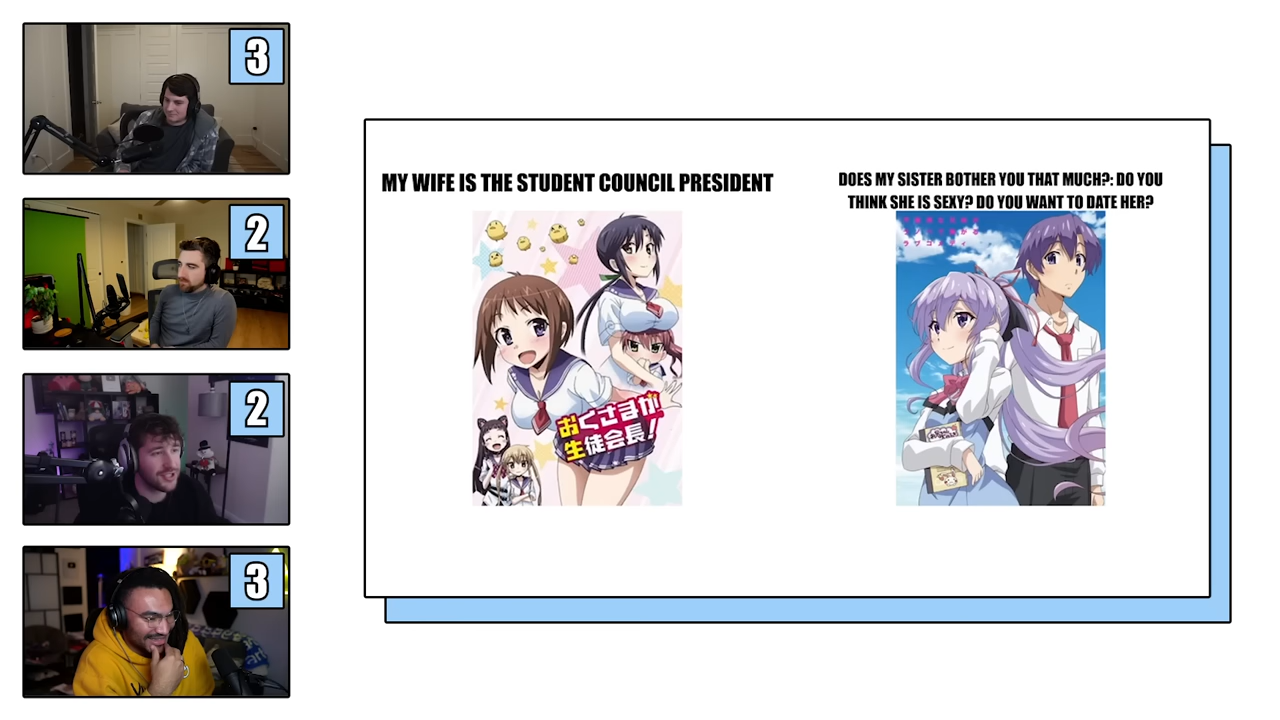 3
2
2
3
MY WIFE IS THE STUDENT COUNCIL PRESIDENT
おくさまが
生徒会長!
DOES MY SISTER BOTHER YOU THAT MUCH?: DO YOU
THINK SHE IS SEXY? DO YOU WANT TO DATE HER?